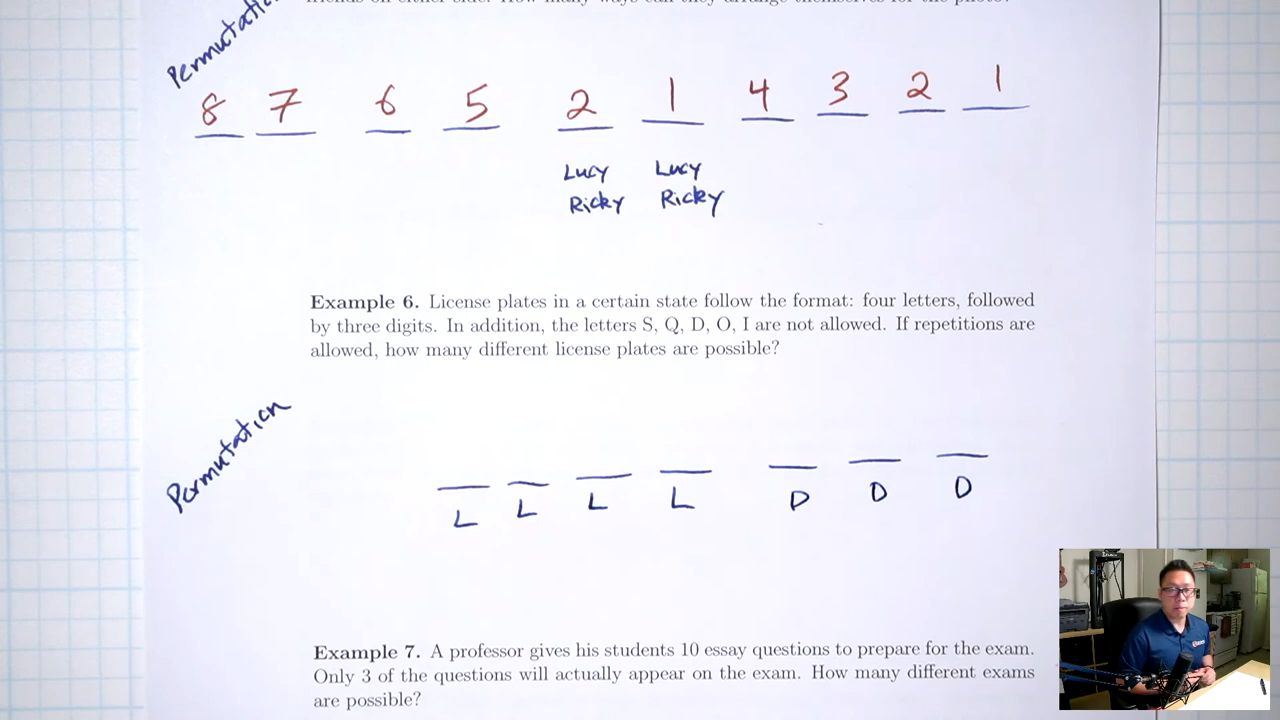 8 7 6 5 2 1 4 3 2 1
Lucy Lucy
Ricky Ricky
Example 6. License plates in a certain state follow the format: four letters, followed
by three digits. In addition, the letters S, Q, D, O, I are not allowed. If repetitions are
allowed, how many different license plates are possible?
Permutation
L L L L D D D
Example 7. A professor gives his students 10 essay questions to prepare for the exam.
Only 3 of the questions will actually appear on the exam. How many different exams
are possible?